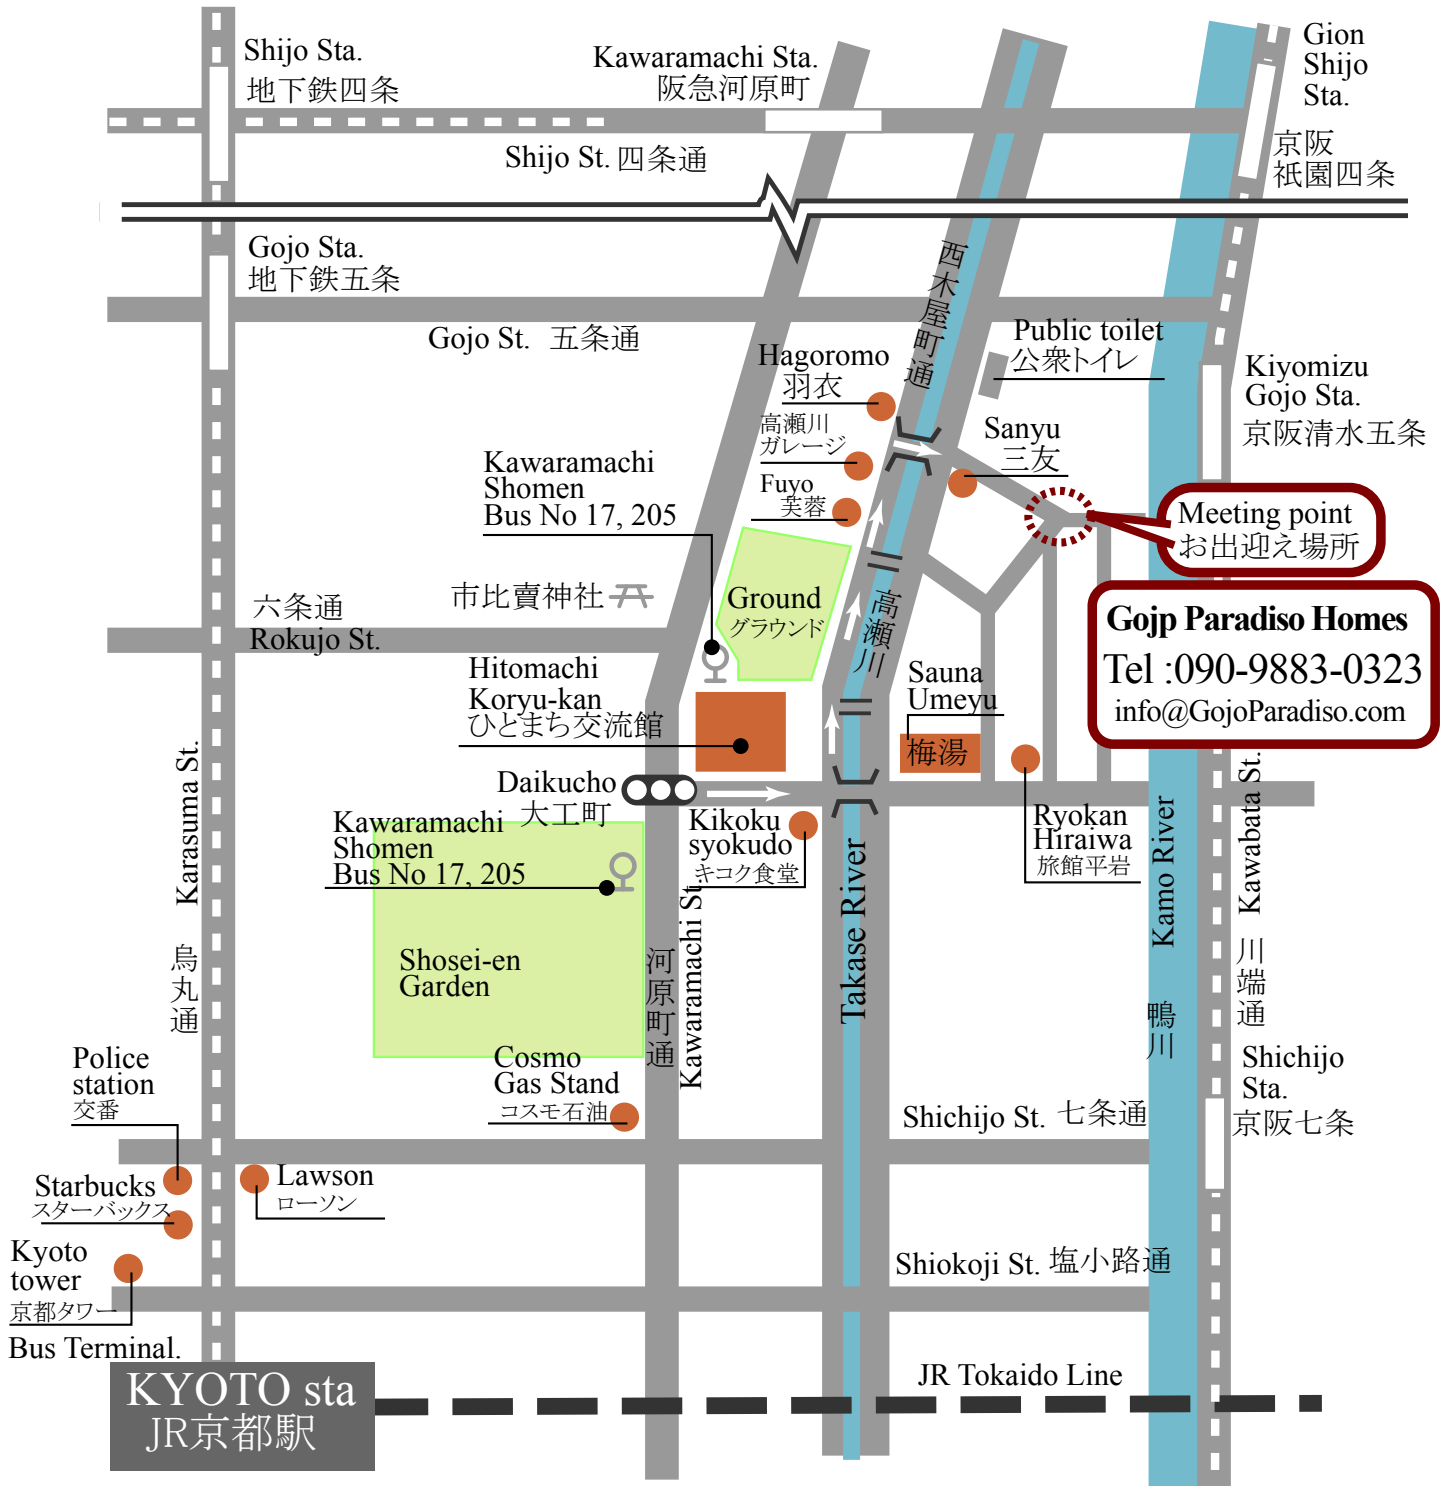 Shijo Sta.
地下鉄四条
Kawaramachi Sta.
阪急河原町
Gion
Shijo
Sta.
京阪
祇園四条
Shijo St. 四条通
Gojo Sta.
地下鉄五条
Gojo St. 五条通
西木屋町通
Public toilet
公衆トイレ
Hagoromo
羽衣
Kiyomizu
Gojo Sta.
京阪清水五条
高瀬川
ガレージ
Sanyu
三友
Kawaramachi
Shomen
Bus No 17, 205
Fuyo
芙蓉
Meeting point
お出迎え場所
市比賣神社
Ground
グラウンド
高瀬川
六条通
Rokujo St.
Gojp Paradiso Homes
Tel :090-9883-0323
info@GojoParadiso.com
Hitomachi
Koryu-kan
ひとまち交流館
Sauna
Umeyu
梅湯
Karasuma St.
烏丸通
Daikucho
大工町
Kawaramachi
Shomen
Bus No 17, 205
Kikoku
syokudo
キコク食堂
Ryokan
Hiraiwa
旅館平岩
Takase River
Kamo River
鴨川
Kawabata St.
川端通
Shosei-en
Garden
河原町通
Kawaramachi St.
Police
station
交番
Cosmo
Gas Stand
コスモ石油
Shichijo St. 七条通
Shichijo
Sta.
京阪七条
Starbucks
スターバックス
Lawson
ローソン
Kyoto
tower
京都タワー
Shiokoji St. 塩小路通
Bus Terminal.
KYOTO sta
JR京都駅
JR Tokaido Line